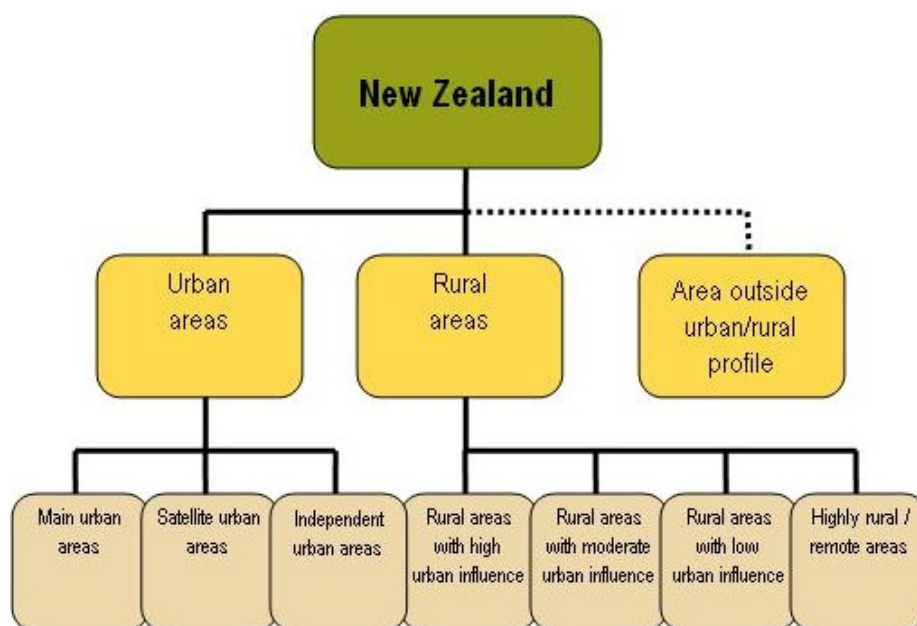 New Zealand
Urban
areas
Rural
areas
Area outside
urban/rural
profile
Main urban
areas
Satellite urban
areas
Independent
urban areas
Rural areas
with high
urban influence
Rural areas
with moderate
urban influence
Rural areas
with low
urban influence
Highly rural /
remote areas